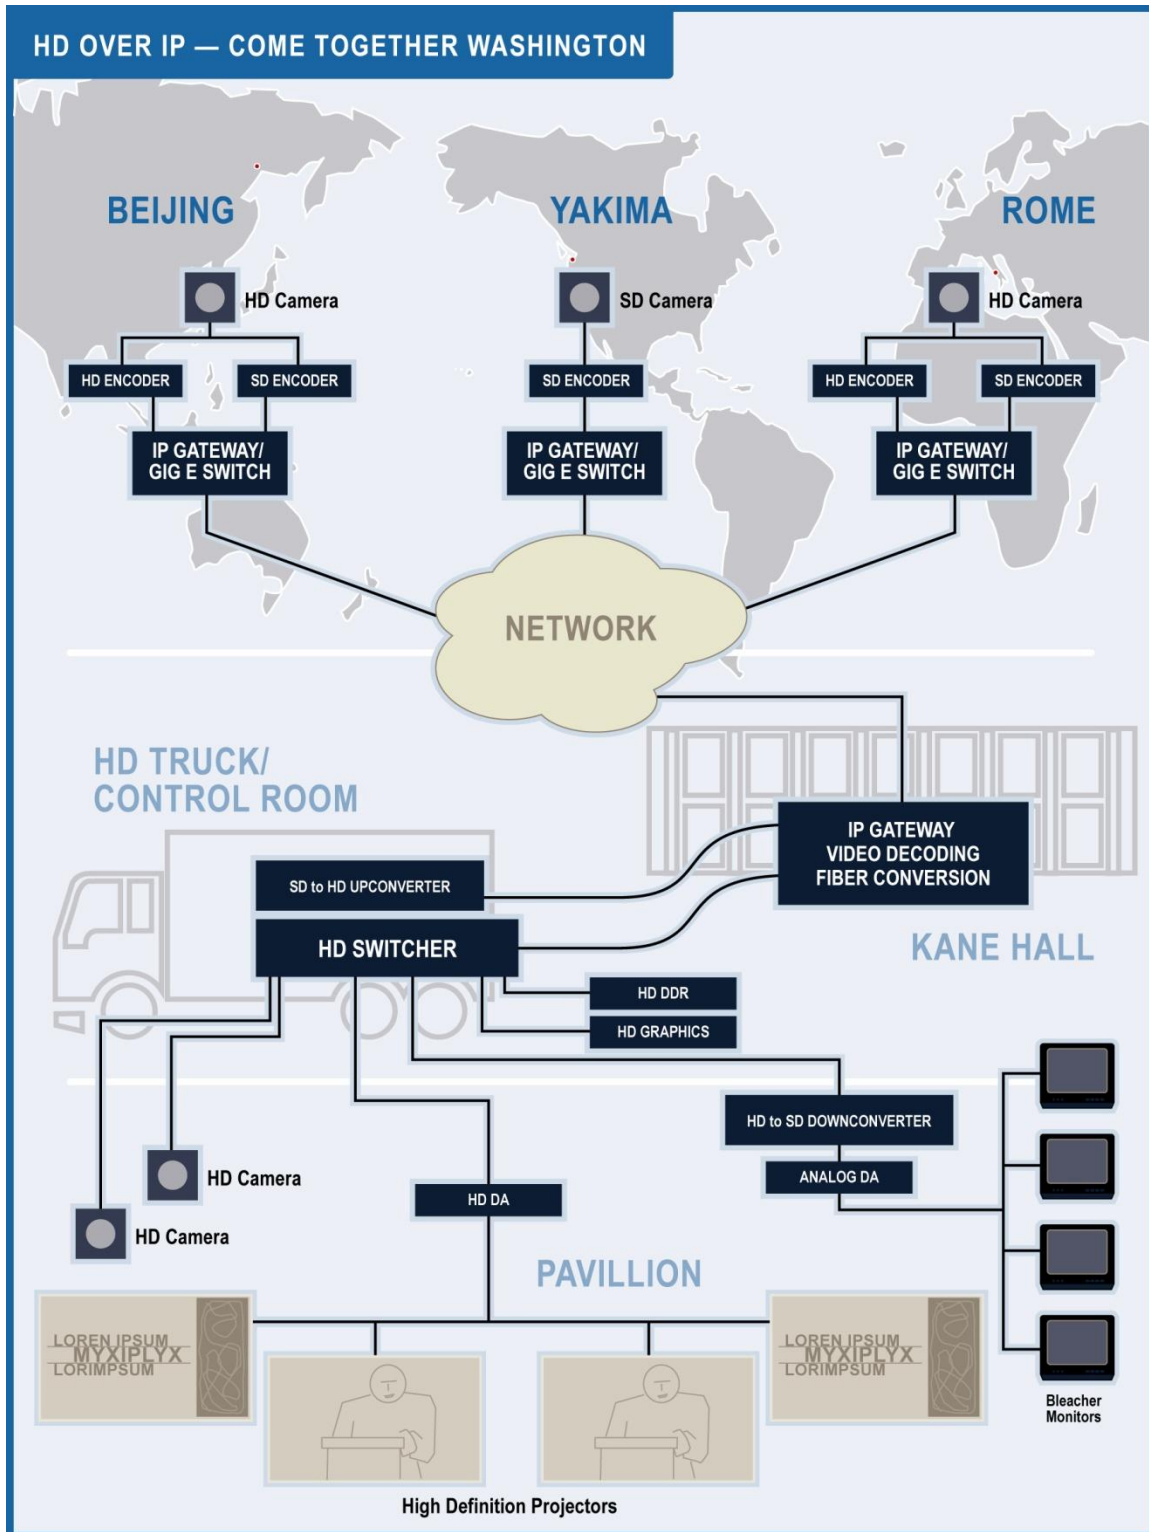 HD OVER IP — COME TOGETHER WASHINGTON
BEIJING
YAKIMA
ROME
HD Camera
SD Camera
HD Camera
HD ENCODER
SD ENCODER
SD ENCODER
HD ENCODER
SD ENCODER
IP GATEWAY/
GIG E SWITCH
IP GATEWAY/
GIG E SWITCH
IP GATEWAY/
GIG E SWITCH
NETWORK
HD TRUCK/
CONTROL ROOM
IP GATEWAY
VIDEO DECODING
FIBER CONVERSION
SD to HD UPCONVERTER
HD SWITCHER
KANE HALL
HD DDR
HD GRAPHICS
HD to SD DOWNCONVERTER
ANALOG DA
HD Camera
HD DA
HD Camera
PAVILLION
LOREN IPSUM
MYXIPLYX
LORIMPSUM
LOREN IPSUM
MYXIPLYX
LORIMPSUM
Bleacher
Monitors
High Definition Projectors